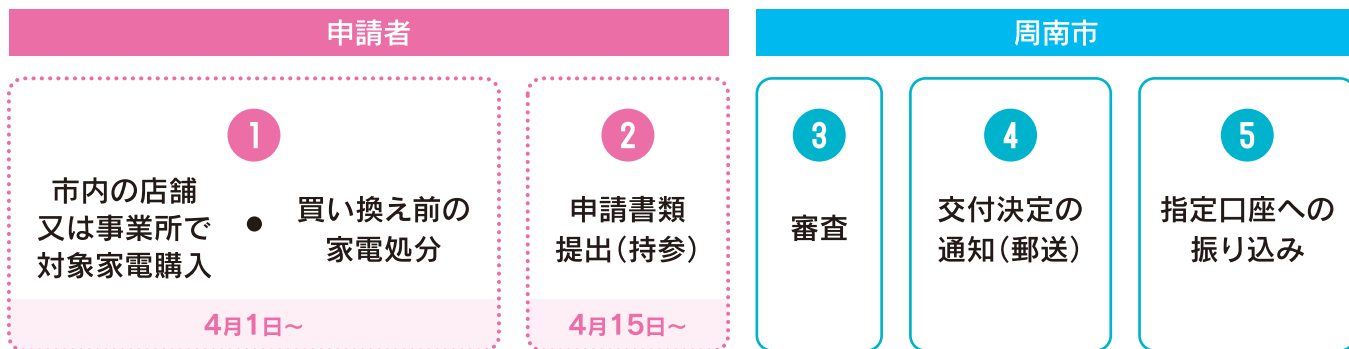 申請者
周南市
1
市内の店舗
又は事業所で
対象家電購入
●
買い換え前の
家電処分
4月1日~
2
申請書類
提出(持参)
4月15日~
3
審査
4
交付決定の
通知(郵送)
5
指定口座への
振り込み